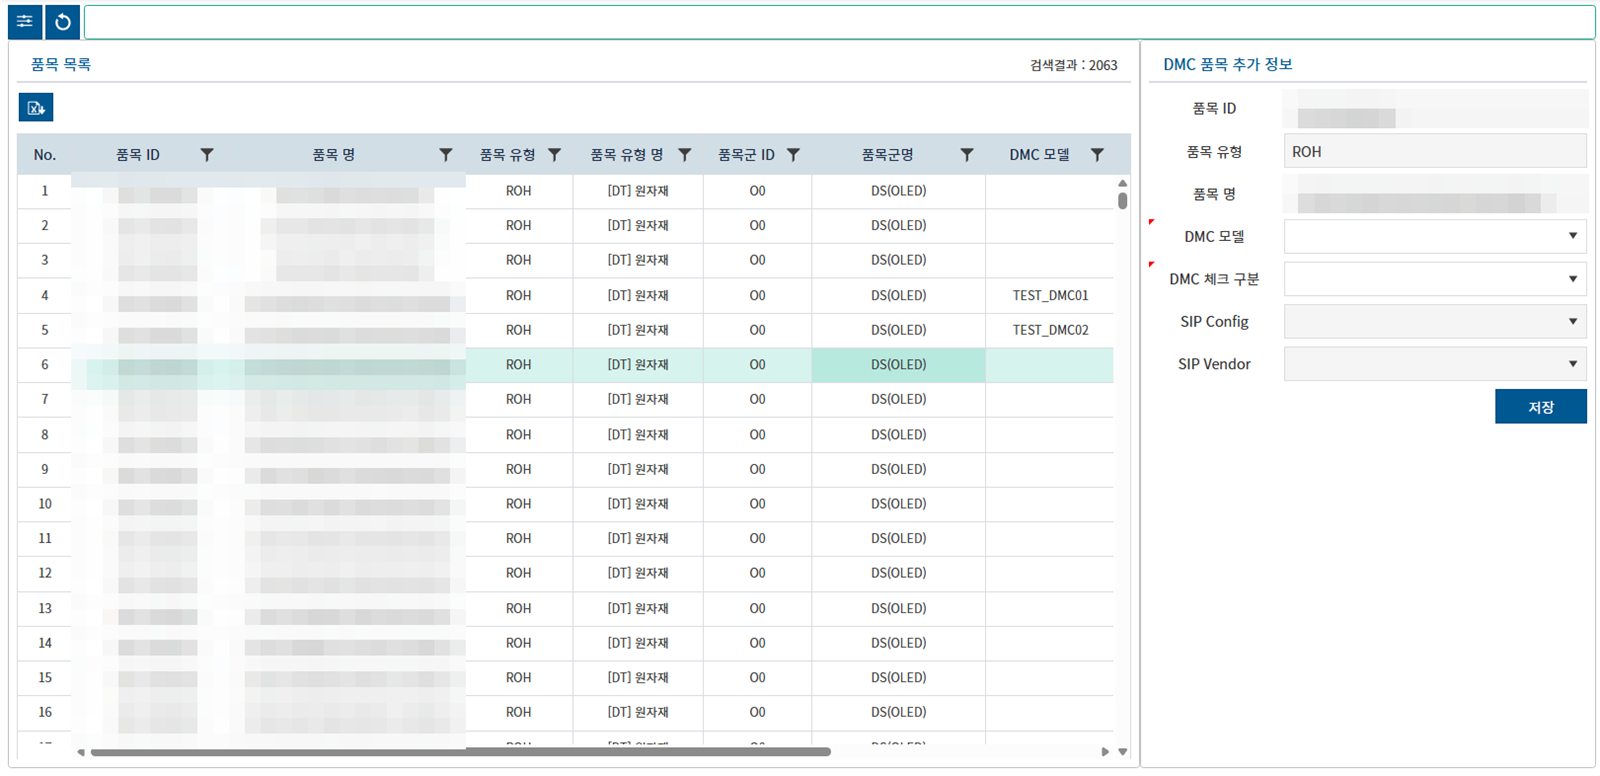 품목 목록
검색결과 : 2063
No. 품목 ID 품목 명 품목 유형 품목 유형 명 품목군 ID 품목군명 DMC 모델
1 ROH [DT] 원자재 O0 DS(OLED)
2 ROH [DT] 원자재 O0 DS(OLED)
3 ROH [DT] 원자재 O0 DS(OLED)
4 ROH [DT] 원자재 O0 DS(OLED) TEST_DMC01
5 ROH [DT] 원자재 O0 DS(OLED) TEST_DMC02
6 ROH [DT] 원자재 O0 DS(OLED)
7 ROH [DT] 원자재 O0 DS(OLED)
8 ROH [DT] 원자재 O0 DS(OLED)
9 ROH [DT] 원자재 O0 DS(OLED)
10 ROH [DT] 원자재 O0 DS(OLED)
11 ROH [DT] 원자재 O0 DS(OLED)
12 ROH [DT] 원자재 O0 DS(OLED)
13 ROH [DT] 원자재 O0 DS(OLED)
14 ROH [DT] 원자재 O0 DS(OLED)
15 ROH [DT] 원자재 O0 DS(OLED)
16 ROH [DT] 원자재 O0 DS(OLED)
DMC 품목 추가 정보
품목 ID
품목 유형 ROH
품목 명
DMC 모델
DMC 체크 구분
SIP Config
SIP Vendor
저장